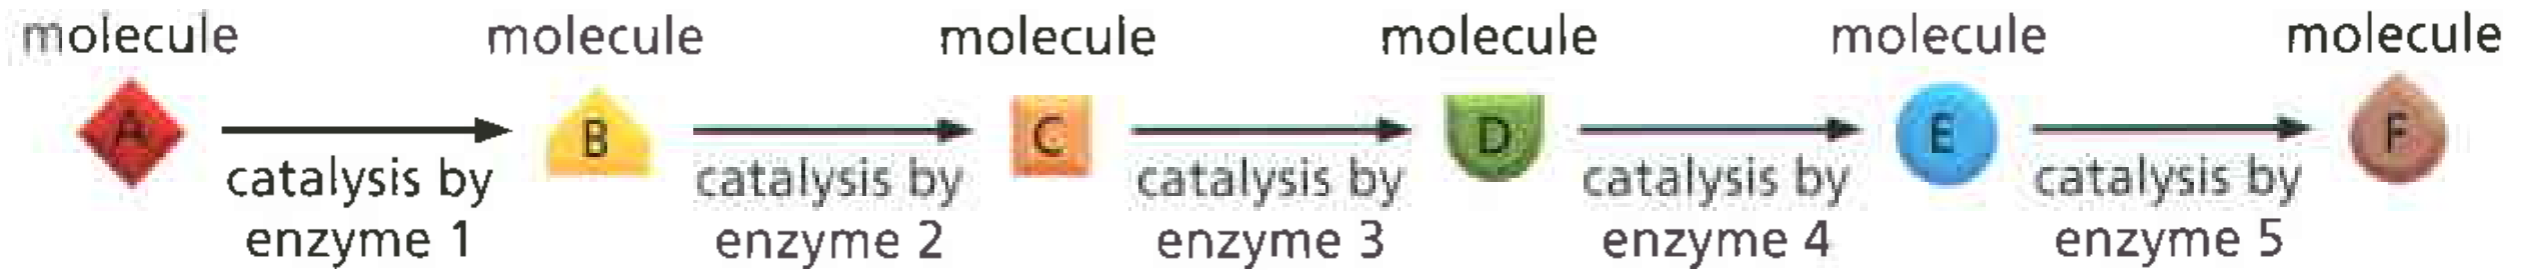 molecule molecule molecule molecule molecule molecule
A B C D E F
catalysis by catalysis by catalysis by catalysis by catalysis by
enzyme 1 enzyme 2 enzyme 3 enzyme 4 enzyme 5